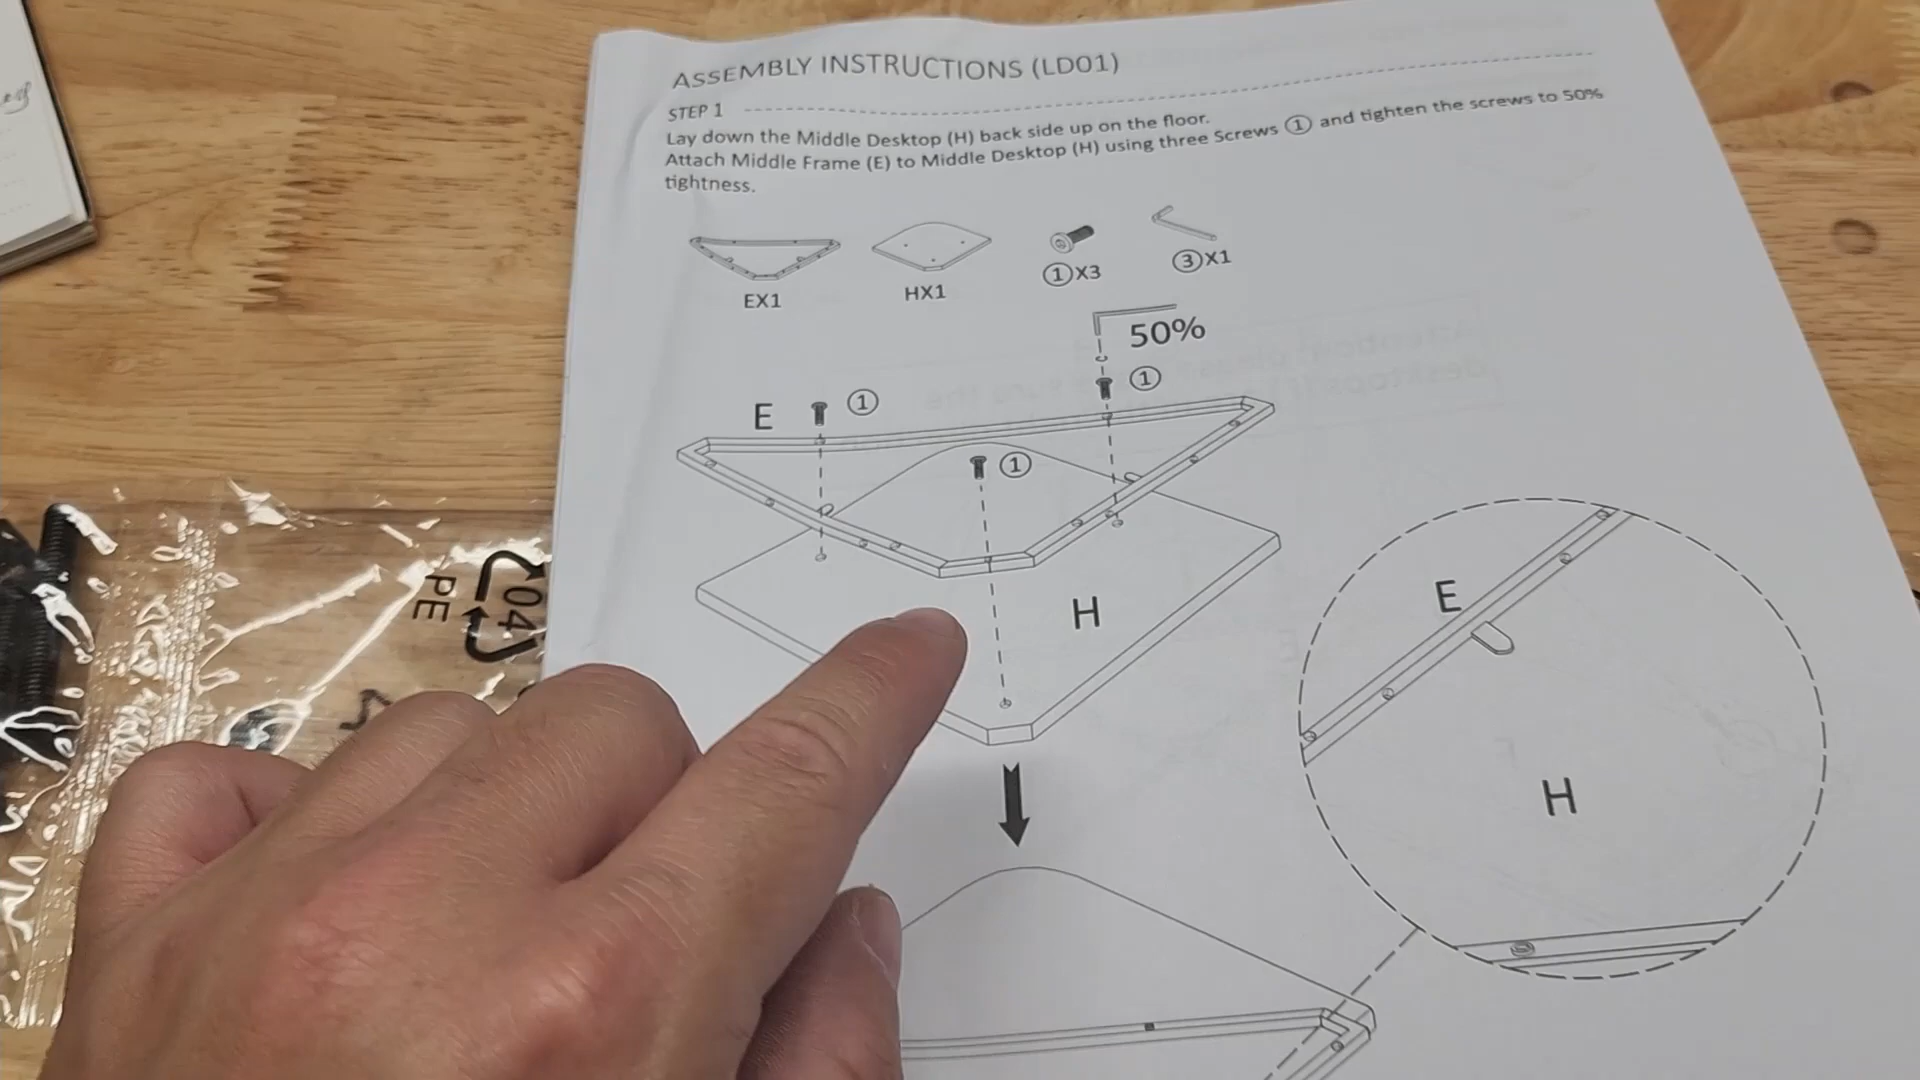 ASSEMBLY INSTRUCTIONS (LD01)
STEP 1
Lay down the Middle Desktop (H) back side up on the floor.
Attach Middle Frame (E) to Middle Desktop (H) using three Screws ① and tighten the screws to 50%
tightness.
EX1
HX1
①X3
③X1
50%
E
①
①
①
H
E
H
04
PE